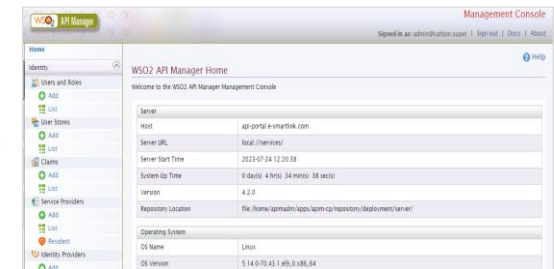 WSO2 API Manager
Management Console
Signed-in as: admin@carbon.super | Sign-out | Docs | About
Home
Help
Identity
Users and Roles
Add
List
User Stores
Add
List
Claims
Add
List
Service Providers
Add
List
Resident
Identity Providers
Add
WSO2 API Manager Home
Welcome to the WSO2 API Manager Management Console
Server
Host api-portal.e-smartlink.com
Server URL local://services/
Server Start Time 2023-07-24 12:20:38
System Up Time 0 day(s) 4 hr(s) 34 min(s) 38 sec(s)
Version 4.2.0
Repository Location file:/home/apimadm/apps/apim-cp/repository/deployment/server/
Operating System
OS Name Linux
OS Version 5.14.0-70.43.1.el9_0.x86_64